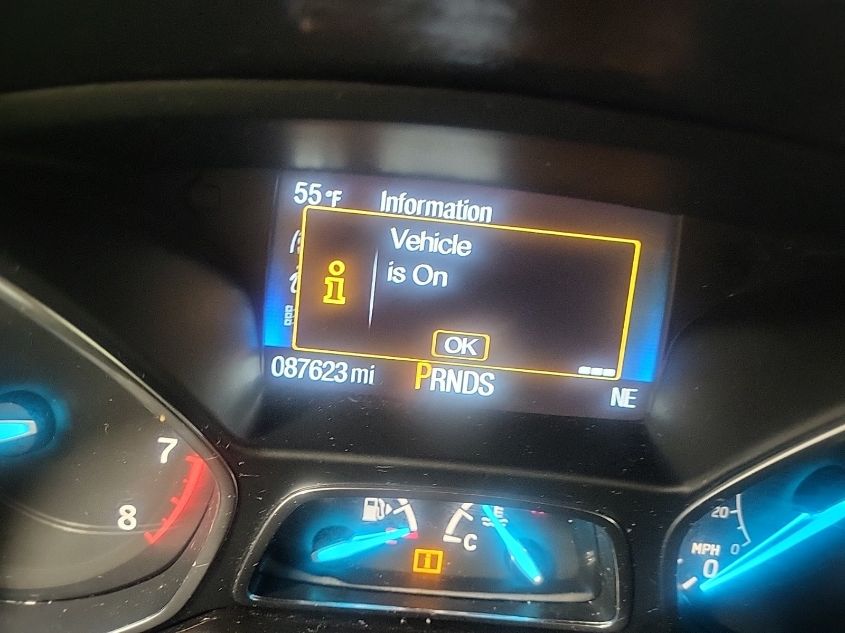 55°F Information
Vehicle
is On
i
OK
087623 mi PRNDS NE
7
8
E
C
20
MPH 0
0